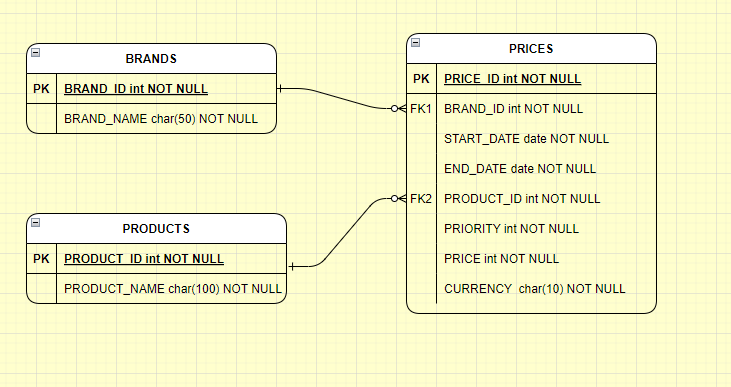 BRANDS
PK BRAND_ID int NOT NULL
BRAND_NAME char(50) NOT NULL
PRODUCTS
PK PRODUCT_ID int NOT NULL
PRODUCT_NAME char(100) NOT NULL
PRICES
PK PRICE_ID int NOT NULL
FK1 BRAND_ID int NOT NULL
START_DATE date NOT NULL
END_DATE date NOT NULL
FK2 PRODUCT_ID int NOT NULL
PRIORITY int NOT NULL
PRICE int NOT NULL
CURRENCY  char(10) NOT NULL